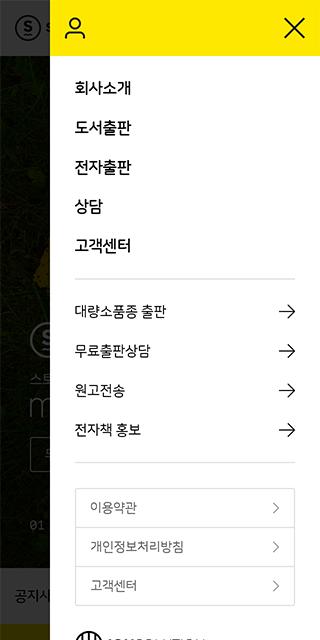 회사소개
도서출판
전자출판
상담
고객센터
대량소품종 출판
무료출판상담
원고전송
전자책 홍보
이용약관
개인정보처리방침
고객센터
01